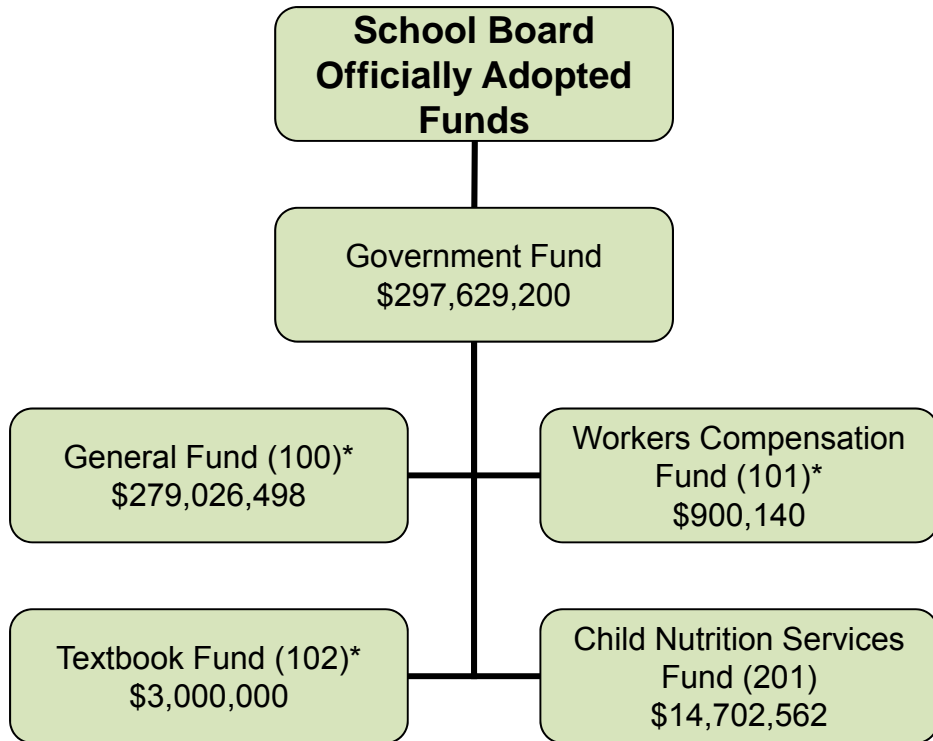 School Board
Officially Adopted
Funds
Government Fund
$297,629,200
General Fund (100)*
$279,026,498
Workers Compensation
Fund (101)*
$900,140
Textbook Fund (102)*
$3,000,000
Child Nutrition Services
Fund (201)
$14,702,562